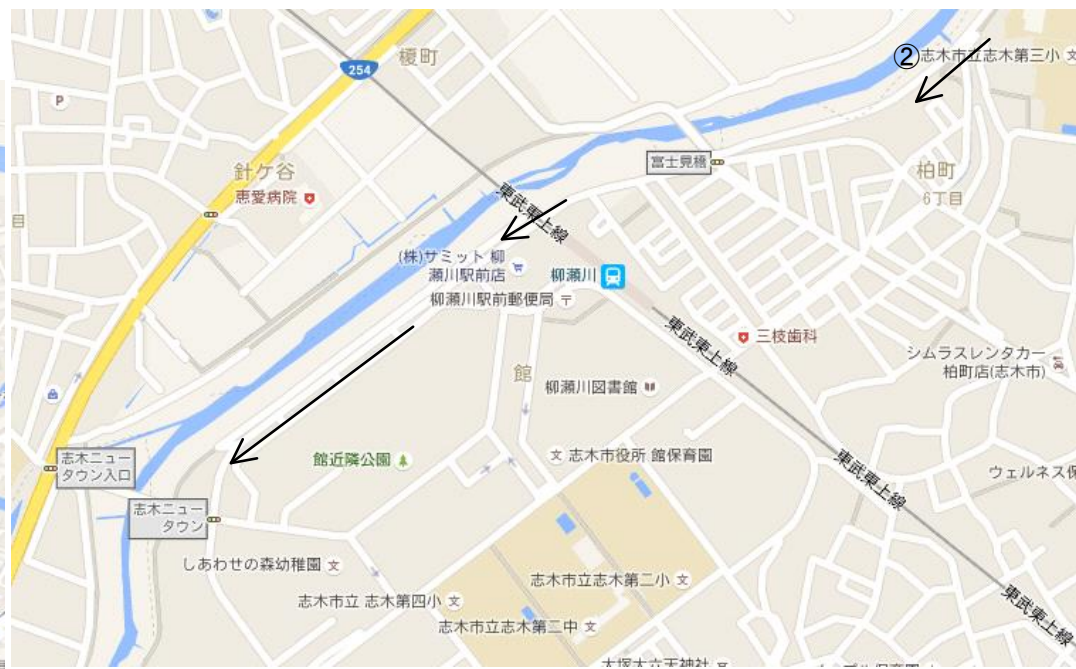 榎町
254
②志木市立志木第三小
P
富士見橋
針ケ谷
恵愛病院
柏町
6丁目
目
東武東上線
(株)サミット 柳
瀬川駅前店
柳瀬川
柳瀬川駅前郵便局
三枝歯科
東武東上線
シムラスレンタカー
柏町店(志木市)
館
柳瀬川図書館
志木ニュー
タウン入口
館近隣公園
文 志木市役所 館保育園
東武東上線
ウェルネス保
志木ニュー
タウン
しあわせの森幼稚園 文
志木市立志木第二小 文
志木市立 志木第四小 文
東武東上線
志木市立志木第二中 文